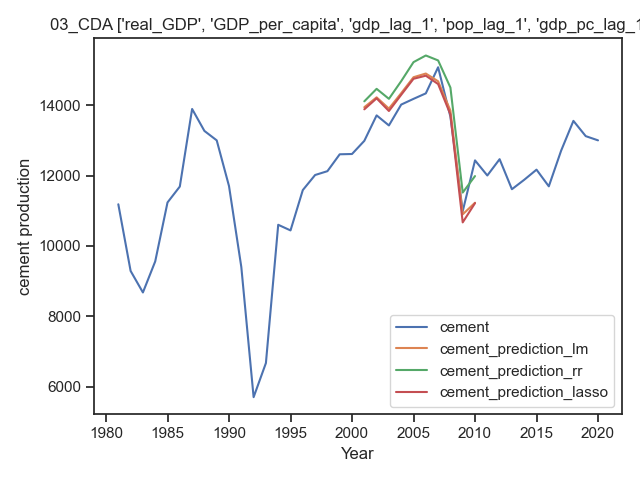 03_CDA ['real_GDP', 'GDP_per_capita', 'gdp_lag_1', 'pop_lag_1', 'gdp_pc_lag_1
14000
12000
10000
8000
6000
cement production
cement
cement_prediction_lm
cement_prediction_rr
cement_prediction_lasso
1980 1985 1990 1995 2000 2005 2010 2015 2020
Year